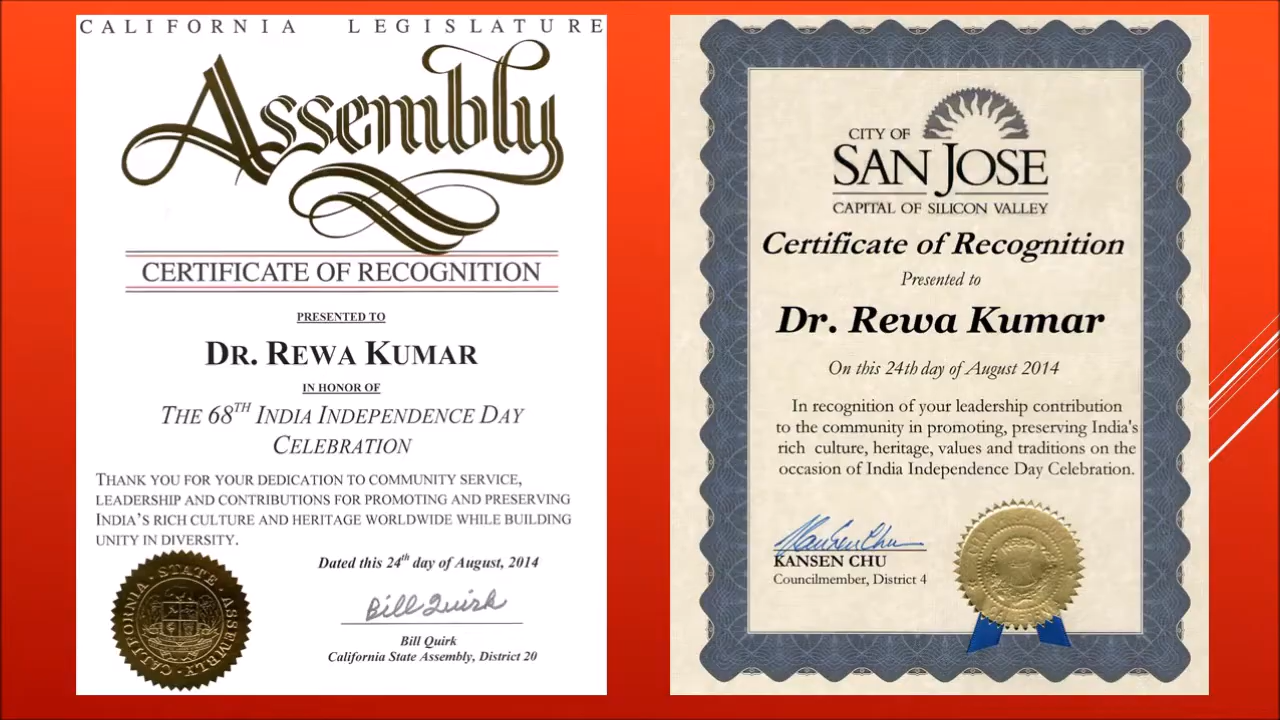 CALIFORNIA LEGISLATURE
Assembly
CERTIFICATE OF RECOGNITION
PRESENTED TO
DR. REWA KUMAR
IN HONOR OF
THE 68TH INDIA INDEPENDENCE DAY
CELEBRATION
THANK YOU FOR YOUR DEDICATION TO COMMUNITY SERVICE,
LEADERSHIP AND CONTRIBUTIONS FOR PROMOTING AND PRESERVING
INDIA'S RICH CULTURE AND HERITAGE WORLDWIDE WHILE BUILDING
UNITY IN DIVERSITY.
Dated this 24th day of August, 2014
Bill Quirk
Bill Quirk
California State Assembly, District 20
CALIFORNIA · STATE · ASSEMBLY
CITY OF
SAN JOSE
CAPITAL OF SILICON VALLEY
Certificate of Recognition
Presented to
Dr. Rewa Kumar
On this 24th day of August 2014
In recognition of your leadership contribution
to the community in promoting, preserving India's
rich culture, heritage, values and traditions on the
occasion of India Independence Day Celebration.
Kansen Chu
KANSEN CHU
Councilmember, District 4